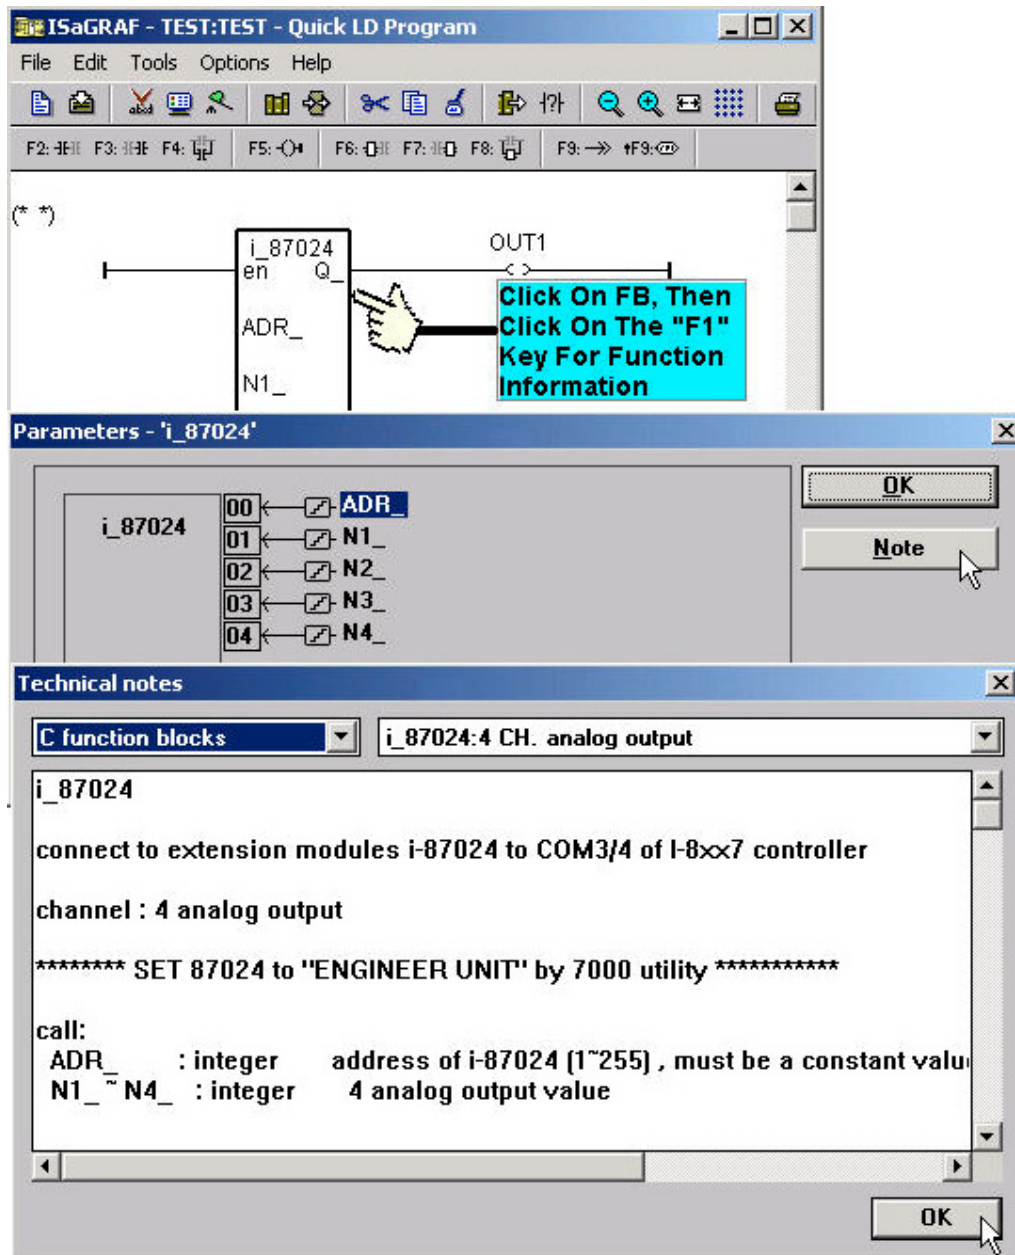 ISaGRAF - TEST:TEST - Quick LD Program
File Edit Tools Options Help
abcd
F2: F3: F4: F5: F6: F7: F8: F9: ↑F9:
(* *)
i_87024
en Q_
OUT1
ADR_
N1_
Click On FB, Then
Click On The "F1"
Key For Function
Information
Parameters - 'i_87024'
i_87024
00 ADR_
01 N1_
02 N2_
03 N3_
04 N4_
OK
Note
Technical notes
C function blocks
i_87024:4 CH. analog output
i_87024
connect to extension modules i-87024 to COM3/4 of I-8xx7 controller
channel : 4 analog output
******** SET 87024 to "ENGINEER UNIT" by 7000 utility ***********
call:
ADR_ : integer address of i-87024 (1~255) , must be a constant valu
N1_ ~ N4_ : integer 4 analog output value
OK